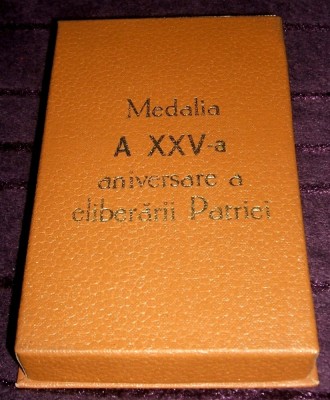 Medalia
A XXV-a
aniversare a
eliberării Patriei